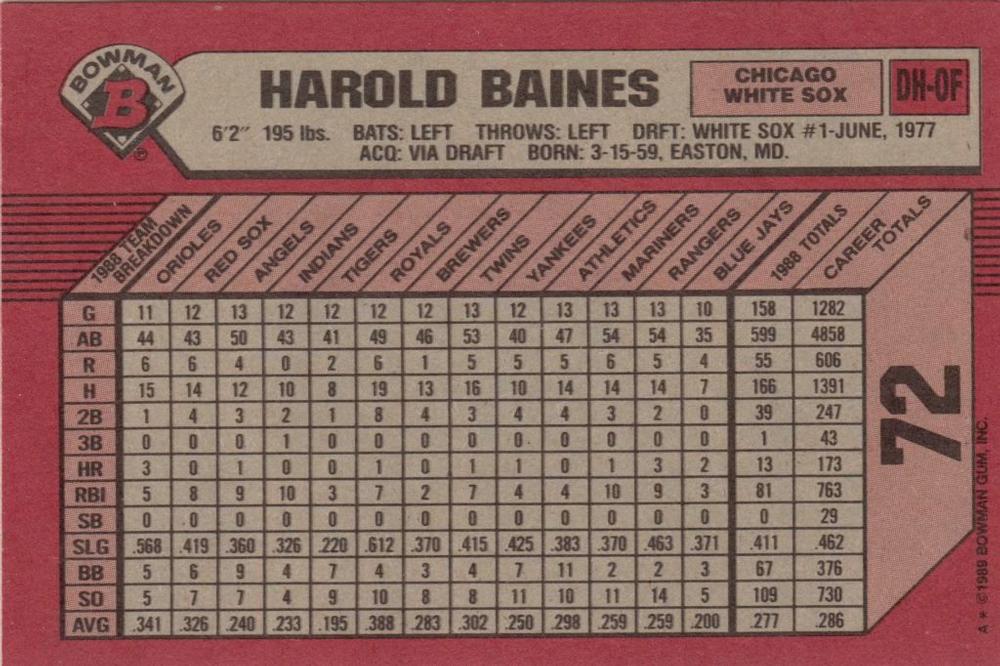 BOWMAN
B
®
HAROLD BAINES
CHICAGO
WHITE SOX
DH-OF
6'2" 195 lbs. BATS: LEFT THROWS: LEFT DRFT: WHITE SOX #1-JUNE, 1977
ACQ: VIA DRAFT BORN: 3-15-59, EASTON, MD.
1988 TEAM
BREAKDOWN
ORIOLES
RED SOX
ANGELS
INDIANS
TIGERS
ROYALS
BREWERS
TWINS
YANKEES
ATHLETICS
MARINERS
RANGERS
BLUE JAYS
1988 TOTALS
CAREER
TOTALS
G 11 12 13 12 12 12 12 13 12 13 13 13 10 158 1282
AB 44 43 50 43 41 49 46 53 40 47 54 54 35 599 4858
R 6 6 4 0 2 6 1 5 5 5 6 5 4 55 606
H 15 14 12 10 8 19 13 16 10 14 14 14 7 166 1391
2B 1 4 3 2 1 8 4 3 4 4 3 2 0 39 247
3B 0 0 0 1 0 0 0 0 0 0 0 0 0 1 43
HR 3 0 1 0 0 1 0 1 1 0 1 3 2 13 173
RBI 5 8 9 10 3 7 2 7 4 4 10 9 3 81 763
SB 0 0 0 0 0 0 0 0 0 0 0 0 0 0 29
SLG .568 .419 .360 .326 .220 .612 .370 .415 .425 .383 .370 .463 .371 .411 .462
BB 5 6 9 4 7 4 3 4 7 11 2 2 3 67 376
SO 5 7 7 4 9 10 8 8 11 10 11 14 5 109 730
AVG .341 .326 .240 .233 .195 .388 .283 .302 .250 .298 .259 .259 .200 .277 .286
72
A * ©1989 BOWMAN GUM, INC.